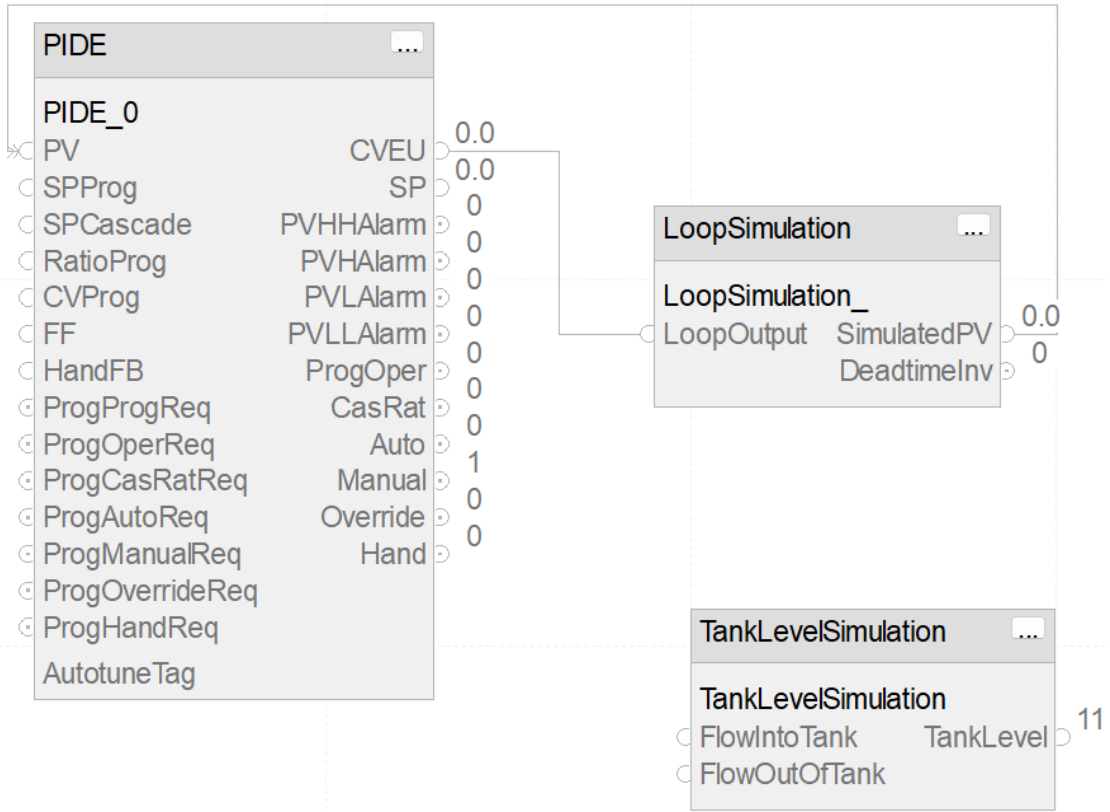 PIDE ...
PIDE_0
PV CVEU 0.0
SPProg SP 0.0
SPCascade PVHHAlarm 0
RatioProg PVHAlarm 0
CVProg PVLAlarm 0
FF PVLLAlarm 0
HandFB ProgOper 0
ProgProgReq CasRat 0
ProgOperReq Auto 0
ProgCasRatReq Manual 1
ProgAutoReq Override 0
ProgManualReq Hand 0
ProgOverrideReq
ProgHandReq
AutotuneTag
LoopSimulation ...
LoopSimulation_
LoopOutput SimulatedPV 0.0
DeadtimeInv 0
TankLevelSimulation ...
TankLevelSimulation
FlowIntoTank TankLevel 11
FlowOutOfTank